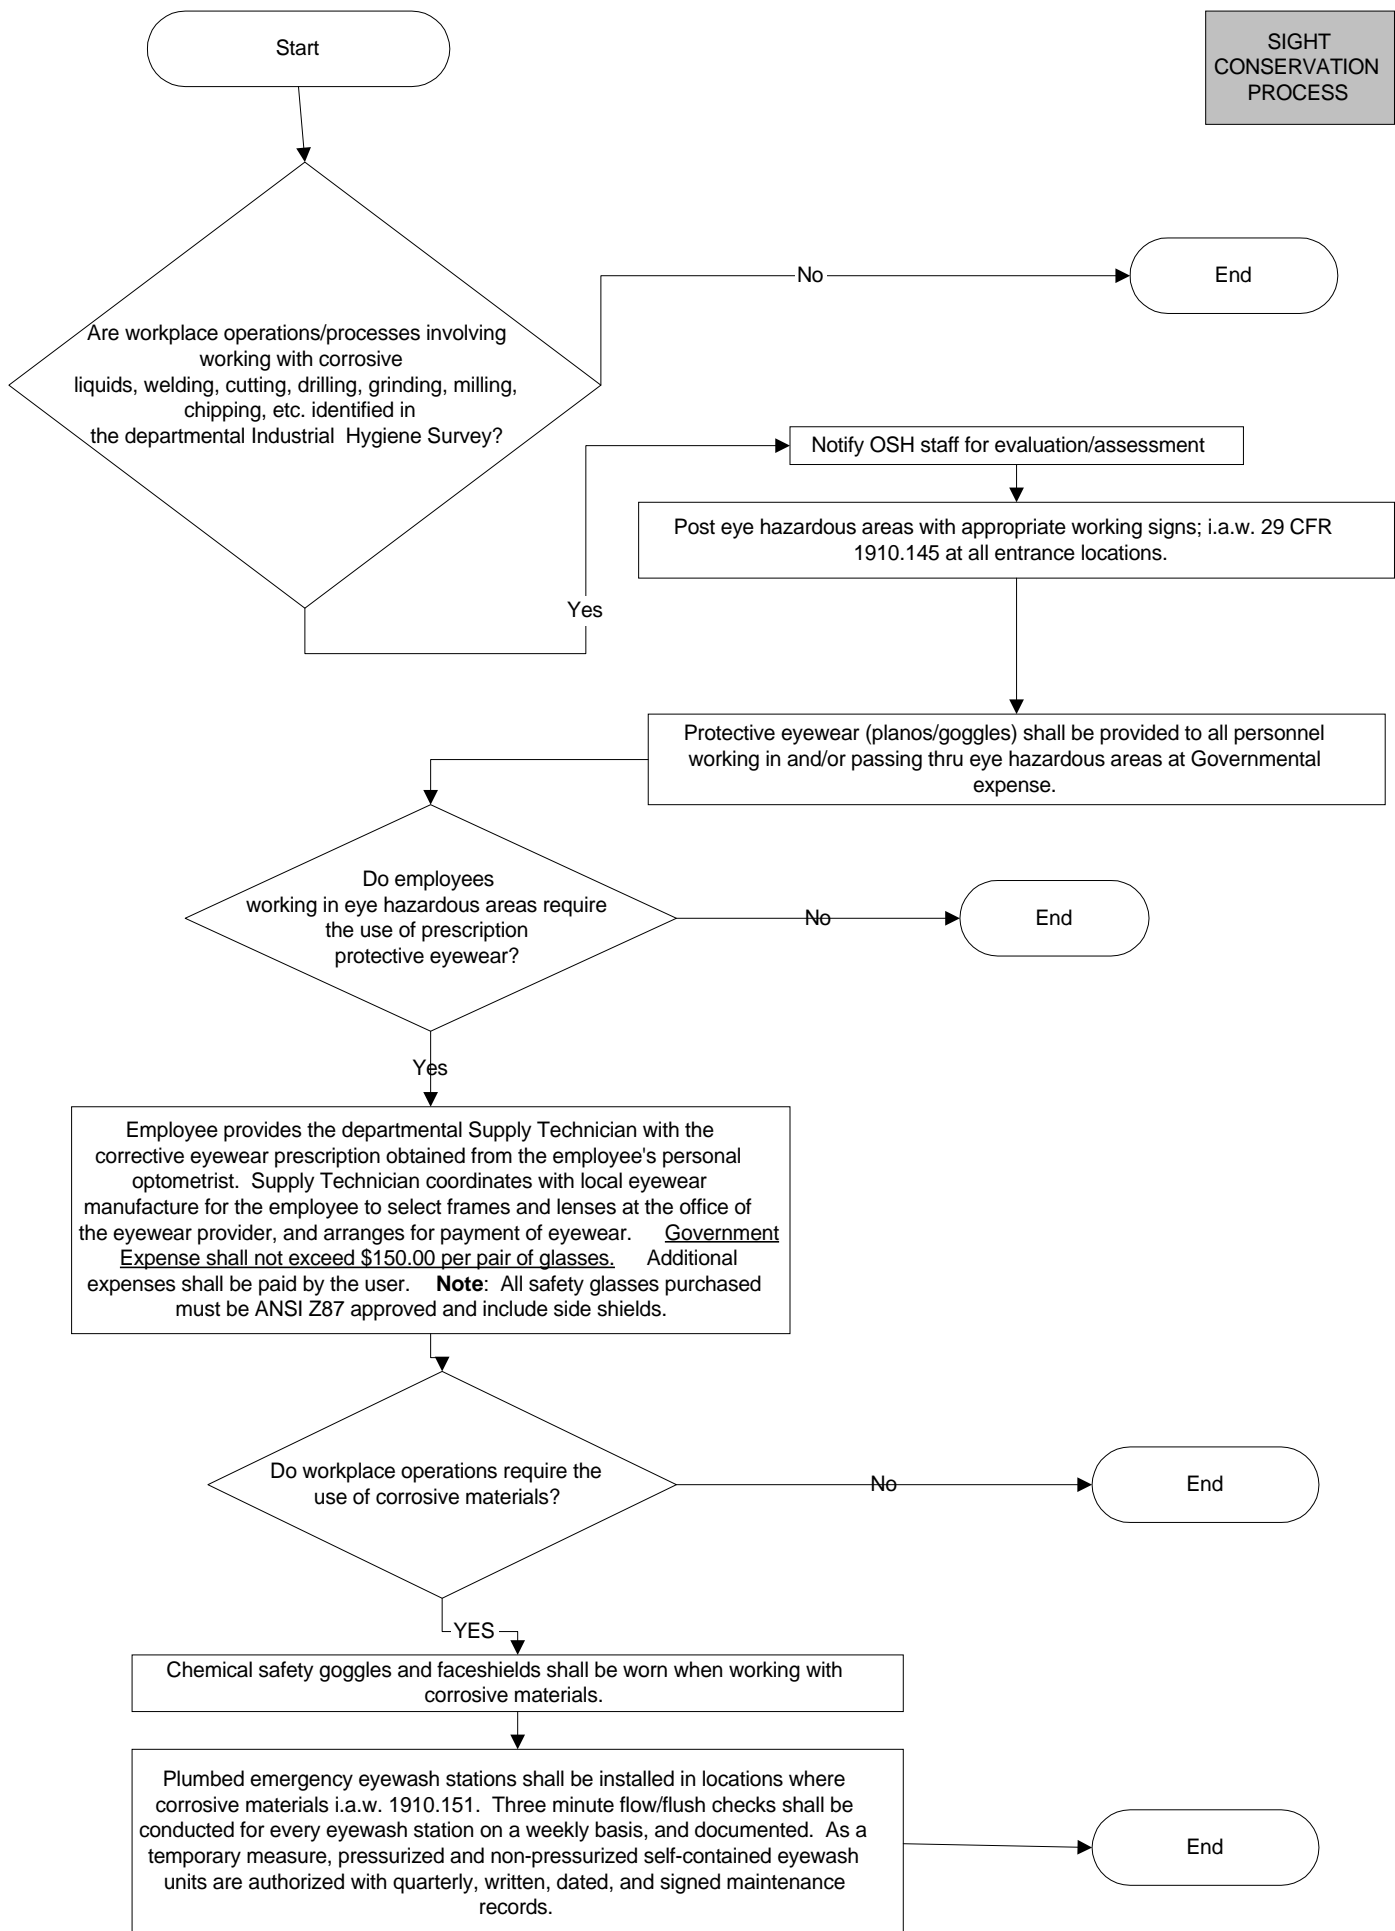 Start
SIGHT
CONSERVATION
PROCESS
No
End
Are workplace operations/processes involving
working with corrosive
liquids, welding, cutting, drilling, grinding, milling,
chipping, etc. identified in
the departmental Industrial  Hygiene Survey?
Notify OSH staff for evaluation/assessment
Post eye hazardous areas with appropriate working signs; i.a.w. 29 CFR
1910.145 at all entrance locations.
Yes
Protective eyewear (planos/goggles) shall be provided to all personnel
working in and/or passing thru eye hazardous areas at Governmental
expense.
Do employees
working in eye hazardous areas require
the use of prescription
protective eyewear?
No
End
Yes
Employee provides the departmental Supply Technician with the
corrective eyewear prescription obtained from the employee's personal
optometrist.  Supply Technician coordinates with local eyewear
manufacture for the employee to select frames and lenses at the office of
the eyewear provider, and arranges for payment of eyewear.    Government
Expense shall not exceed $150.00 per pair of glasses.    Additional
expenses shall be paid by the user.    Note:  All safety glasses purchased
must be ANSI Z87 approved and include side shields.
Do workplace operations require the
use of corrosive materials?
No
End
YES
Chemical safety goggles and faceshields shall be worn when working with
corrosive materials.
Plumbed emergency eyewash stations shall be installed in locations where
corrosive materials i.a.w. 1910.151.  Three minute flow/flush checks shall be
conducted for every eyewash station on a weekly basis, and documented.  As a
temporary measure, pressurized and non-pressurized self-contained eyewash
units are authorized with quarterly, written, dated, and signed maintenance
records.
End